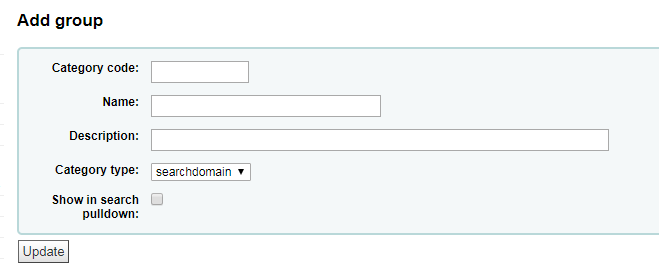 Add group
Category code:
Name:
Description:
Category type: searchdomain
Show in search
pulldown:
Update